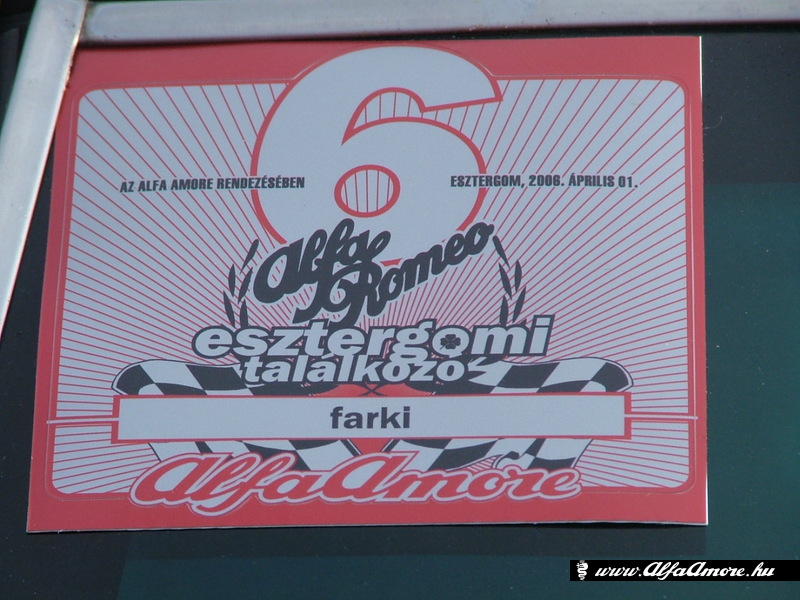 6
AZ ALFA AMORE RENDEZÉSÉBEN
ESZTERGOM, 2006. ÁPRILIS 01.
Alfa Romeo
esztergomi
találkozó
farki
AlfaAmore
www.AlfaAmore.hu